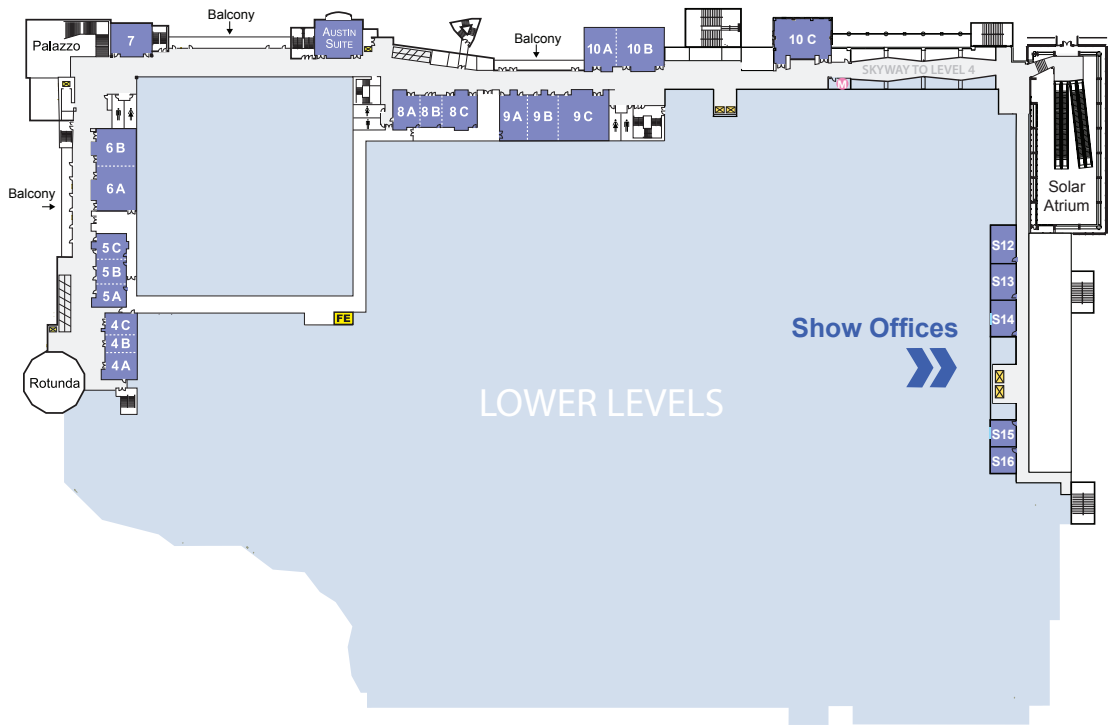 Balcony
Palazzo
7
AUSTIN
SUITE
Balcony
10 A
10 B
10 C
SKYWAY TO LEVEL 4
M
8 A
8 B
8 C
9 A
9 B
9 C
6 B
6 A
Balcony
Solar
Atrium
5 C
5 B
5 A
S12
S13
S14
4 C
4 B
4 A
FE
Show Offices
Rotunda
LOWER LEVELS
S15
S16